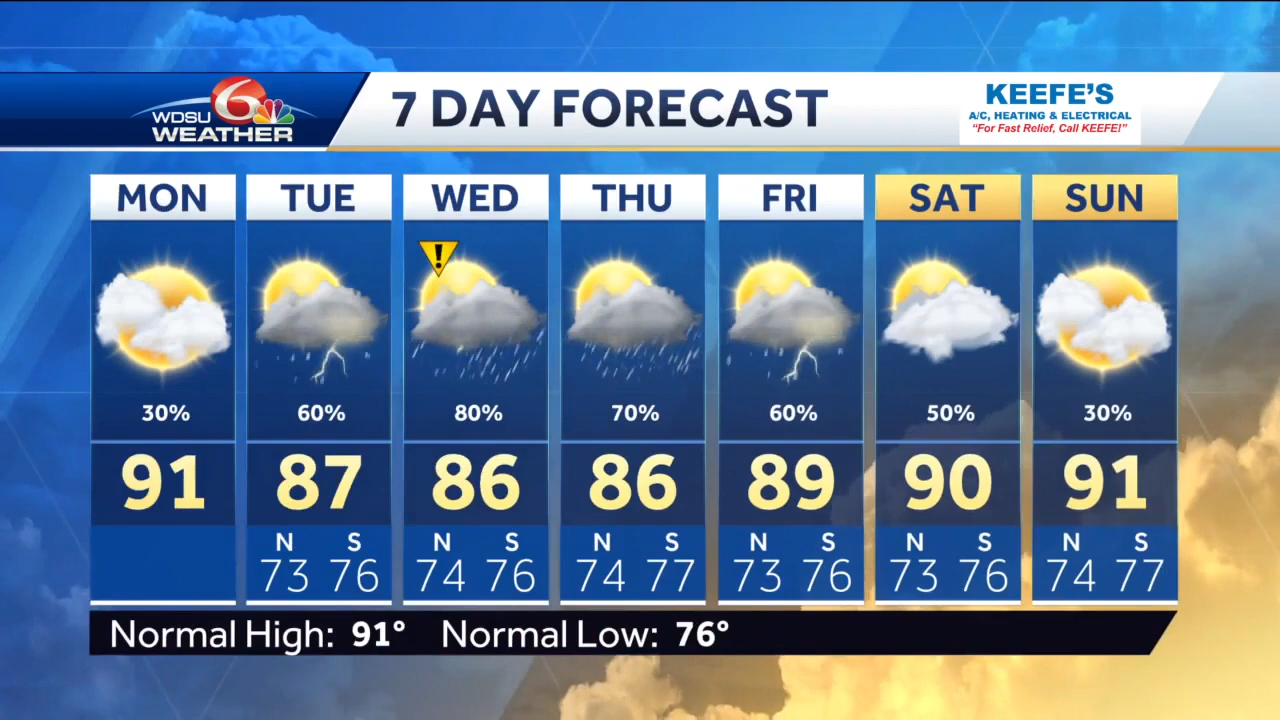 WDSU 6
WEATHER
7 DAY FORECAST
KEEFE'S
A/C, HEATING & ELECTRICAL
"For Fast Relief, Call KEEFE!"
MON TUE WED THU FRI SAT SUN
!
30% 60% 80% 70% 60% 50% 30%
91 87 86 86 89 90 91
N S N S N S N S N S N S
73 76 74 76 74 77 73 76 73 76 74 77
Normal High: 91° Normal Low: 76°